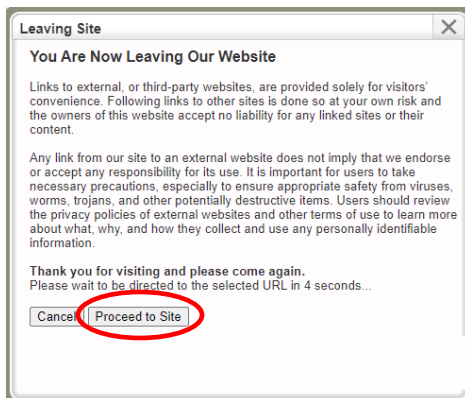 Leaving Site
You Are Now Leaving Our Website
Links to external, or third-party websites, are provided solely for visitors'
convenience. Following links to other sites is done so at your own risk and
the owners of this website accept no liability for any linked sites or their
content.
Any link from our site to an external website does not imply that we endorse
or accept any responsibility for its use. It is important for users to take
necessary precautions, especially to ensure appropriate safety from viruses,
worms, trojans, and other potentially destructive items. Users should review
the privacy policies of external websites and other terms of use to learn more
about what, why, and how they collect and use any personally identifiable
information.
Thank you for visiting and please come again.
Please wait to be directed to the selected URL in 4 seconds...
Cancel Proceed to Site